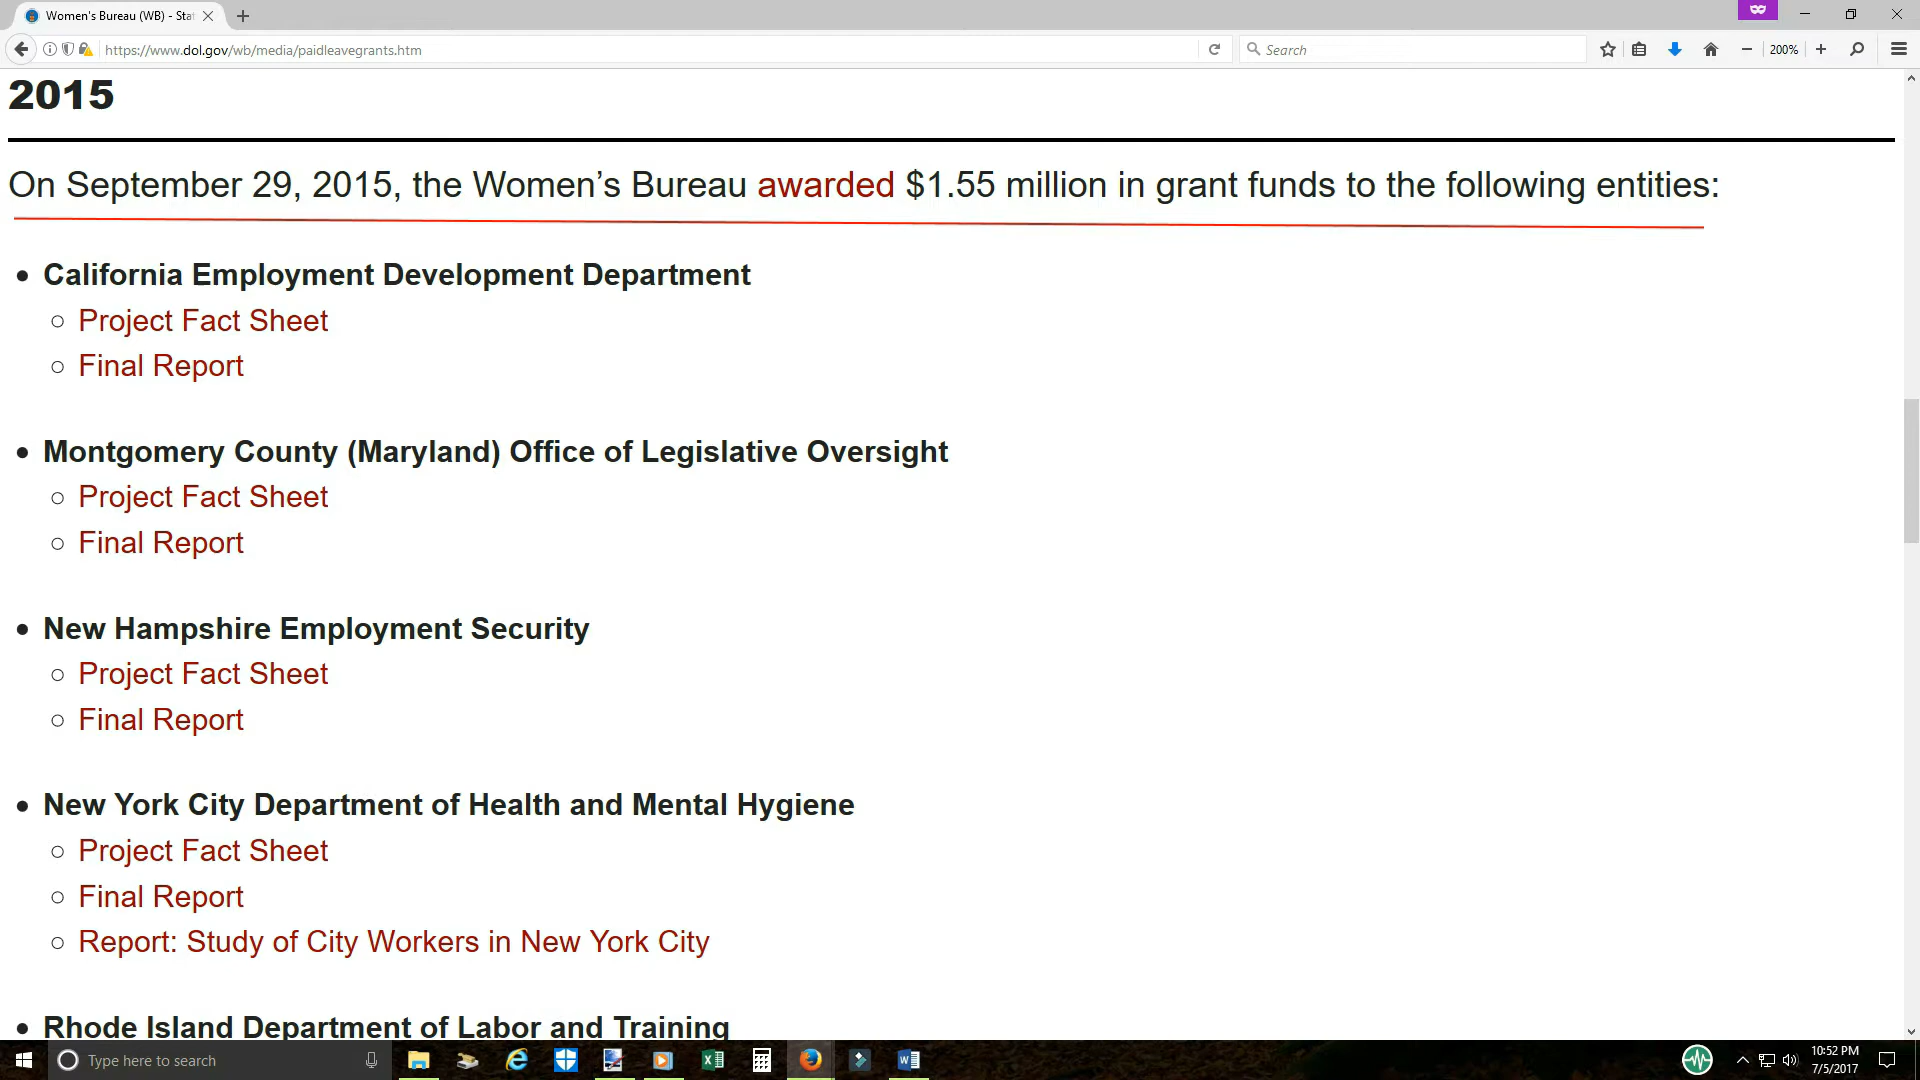 Women's Bureau (WB) - Sta
https://www.dol.gov/wb/media/paidleavegrants.htm
Search
200%
2015
On September 29, 2015, the Women’s Bureau awarded $1.55 million in grant funds to the following entities:
California Employment Development Department
Project Fact Sheet
Final Report
Montgomery County (Maryland) Office of Legislative Oversight
Project Fact Sheet
Final Report
New Hampshire Employment Security
Project Fact Sheet
Final Report
New York City Department of Health and Mental Hygiene
Project Fact Sheet
Final Report
Report: Study of City Workers in New York City
Rhode Island Department of Labor and Training
Type here to search
10:52 PM
7/5/2017